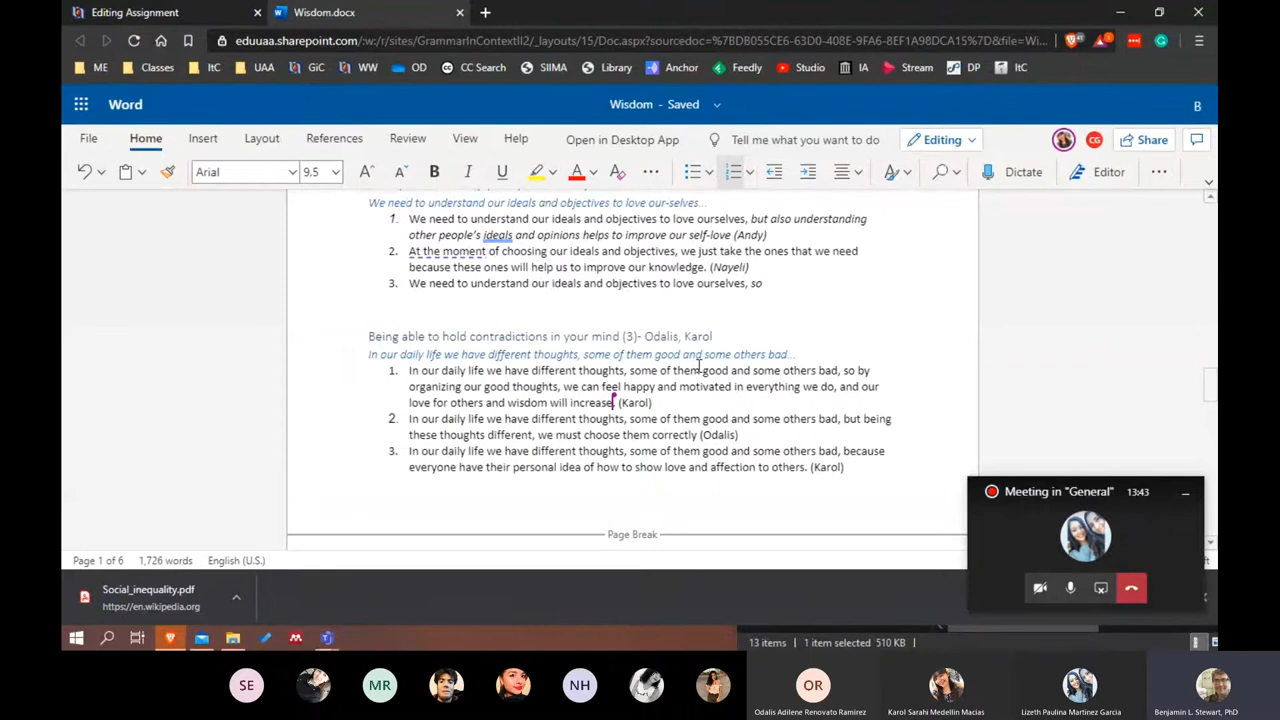 Editing Assignment
Wisdom.docx
eduuaa.sharepoint.com/:w:/r/sites/GrammarInContextII2/_layouts/15/Doc.aspx?sourcedoc=%7BDB055CE6-63D0-408E-9FA6-8EF1A98DCA15%7D&file=Wi...
ME Classes ItC UAA GiC WW OD CC Search SIIMA Library Anchor Feedly Studio IA Stream DP ItC
Word
Wisdom - Saved
B
File Home Insert Layout References Review View Help Open in Desktop App Tell me what you want to do Editing CG Share
Arial 9.5 B I U A Dictate Editor
We need to understand our ideals and objectives to love our-selves...
1. We need to understand our ideals and objectives to love ourselves, but also understanding
other people's ideals and opinions helps to improve our self-love (Andy)
2. At the moment of choosing our ideals and objectives, we just take the ones that we need
because these ones will help us to improve our knowledge. (Nayeli)
3. We need to understand our ideals and objectives to love ourselves, so
Being able to hold contradictions in your mind (3)- Odalis, Karol
In our daily life we have different thoughts, some of them good and some others bad...
1. In our daily life we have different thoughts, some of them good and some others bad, so by
organizing our good thoughts, we can feel happy and motivated in everything we do, and our
love for others and wisdom will increase. (Karol)
2. In our daily life we have different thoughts, some of them good and some others bad, but being
these thoughts different, we must choose them correctly (Odalis)
3. In our daily life we have different thoughts, some of them good and some others bad, because
everyone have their personal idea of how to show love and affection to others. (Karol)
Page Break
Meeting in "General" 13:43
Page 1 of 6 1,726 words English (U.S.)
Social_inequality.pdf
https://en.wikipedia.org
13 items 1 item selected 510 KB
SE MR NH OR
Odalis Adilene Renovato Ramirez
Karol Sarahi Medellin Macias
Lizeth Paulina Martinez Garcia
Benjamin L. Stewart, PhD